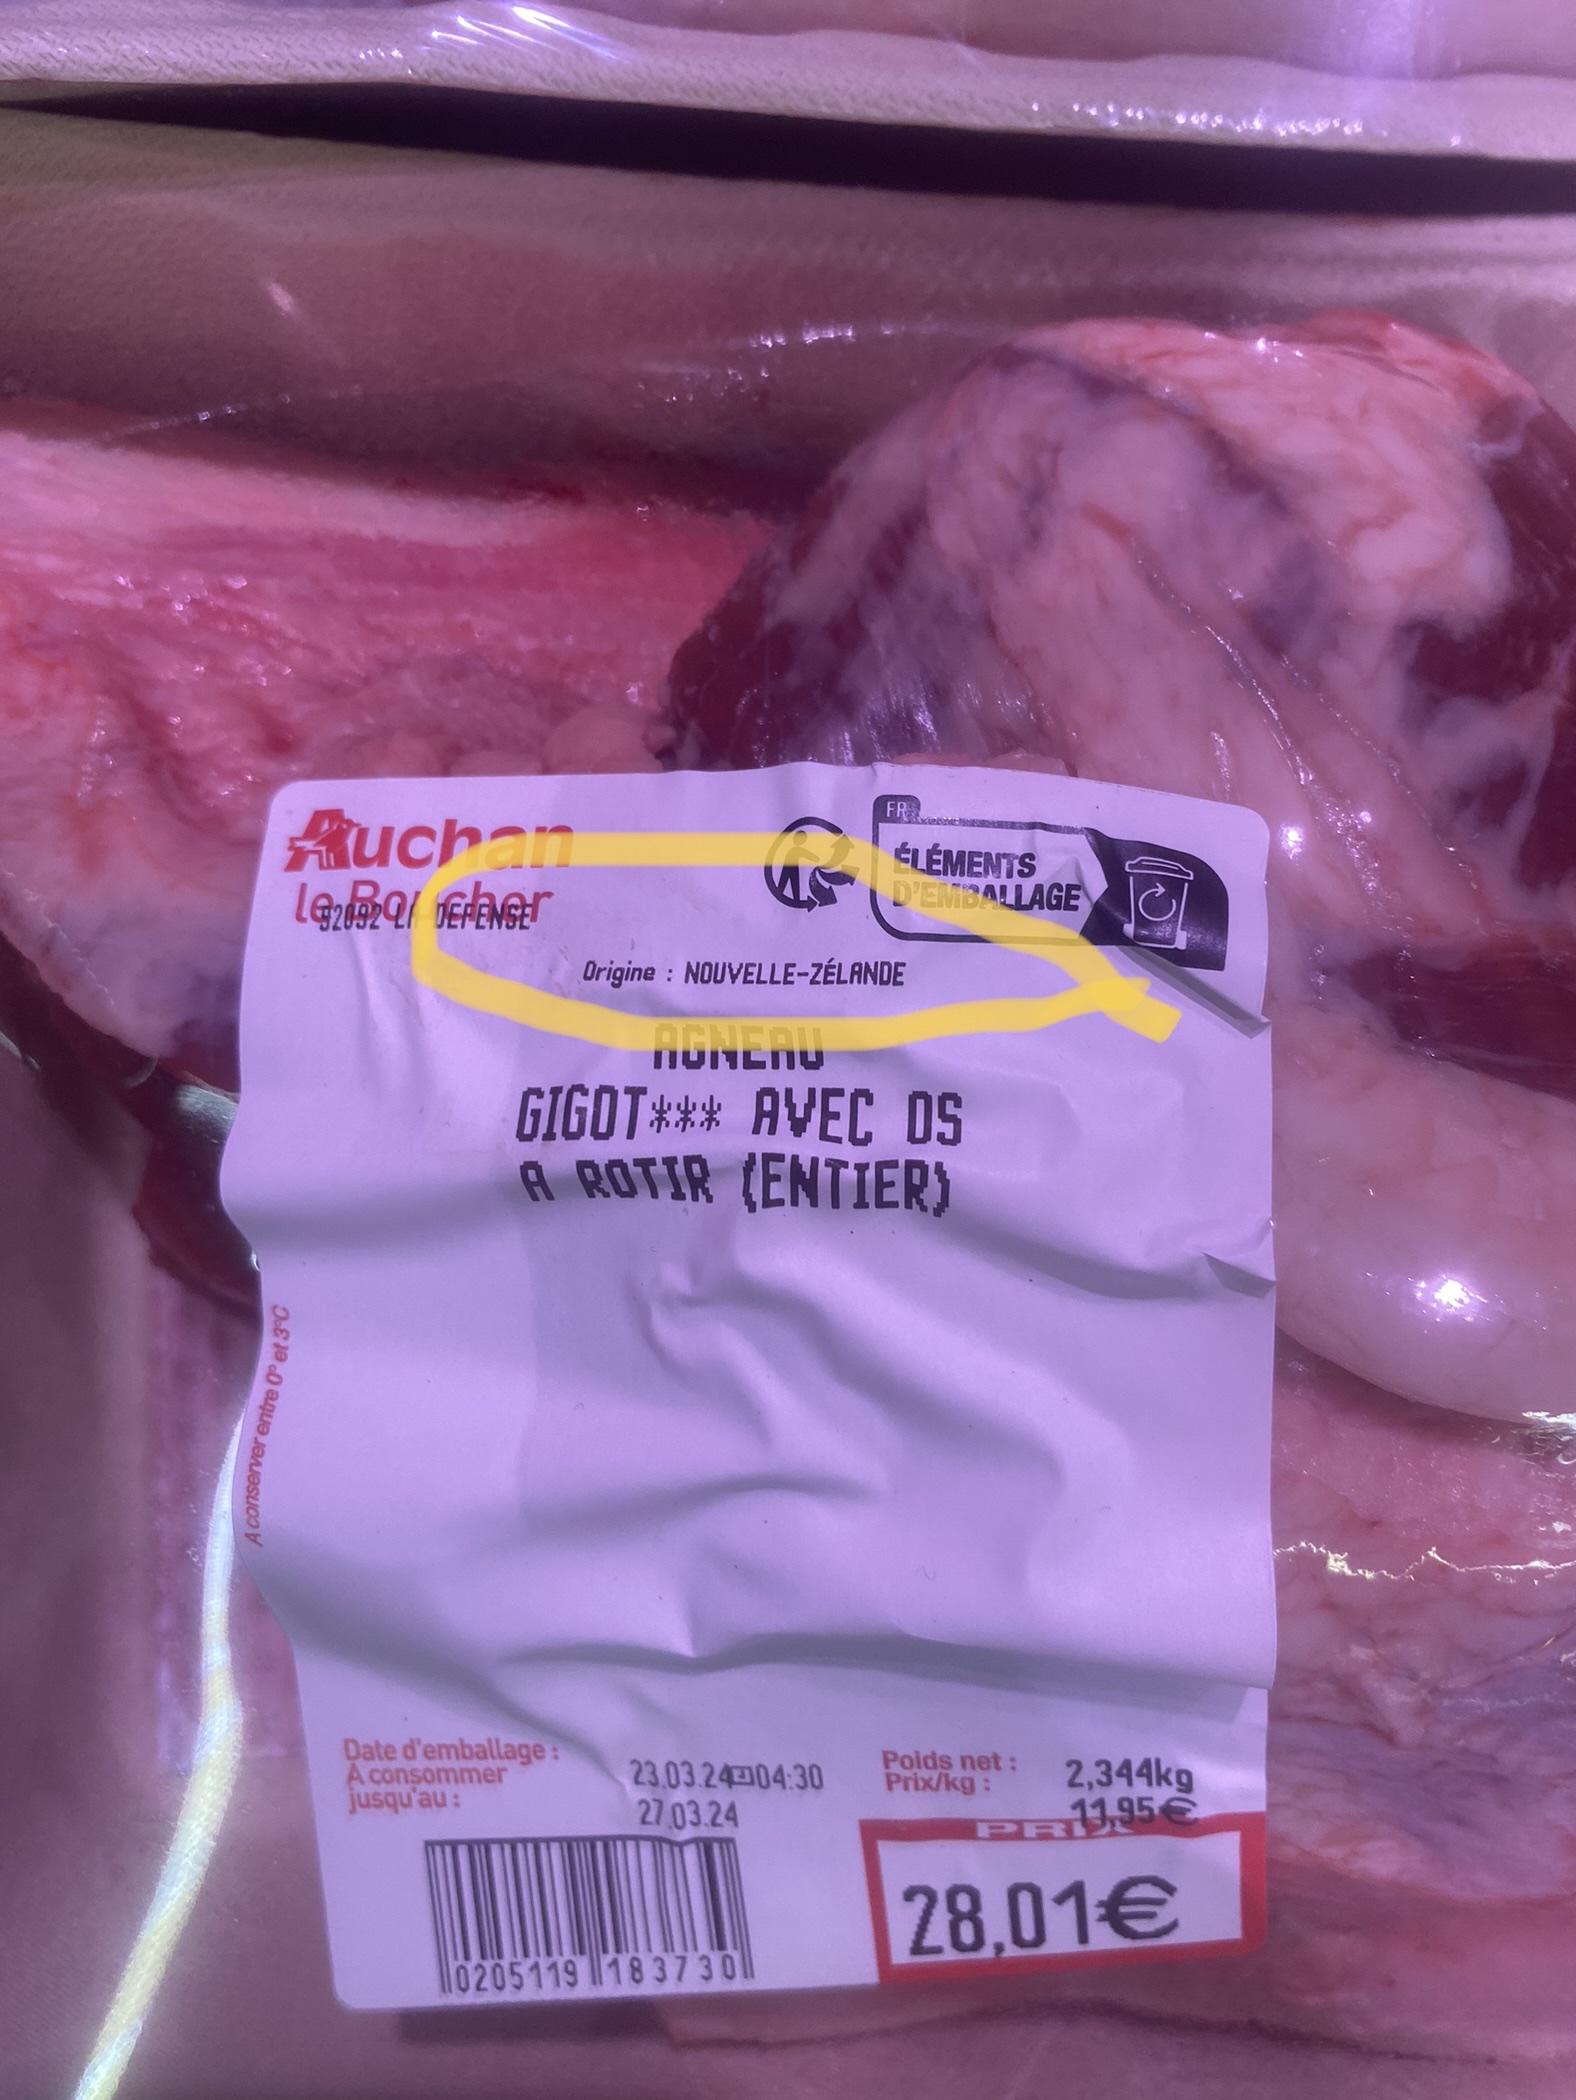 Auchan
le Boucher
92092 LA DEFENSE
FR
ÉLÉMENTS
D'EMBALLAGE
Origine : NOUVELLE-ZÉLANDE
AGNEAU
GIGOT*** AVEC OS
A ROTIR (ENTIER)
A conserver entre 0° et 3°C
Date d'emballage : 23.03.24 04:30
A consommer
jusqu'au : 27.03.24
Poids net : 2,344kg
Prix/kg : 11,95€
PRIX
28,01€
0205119 183730